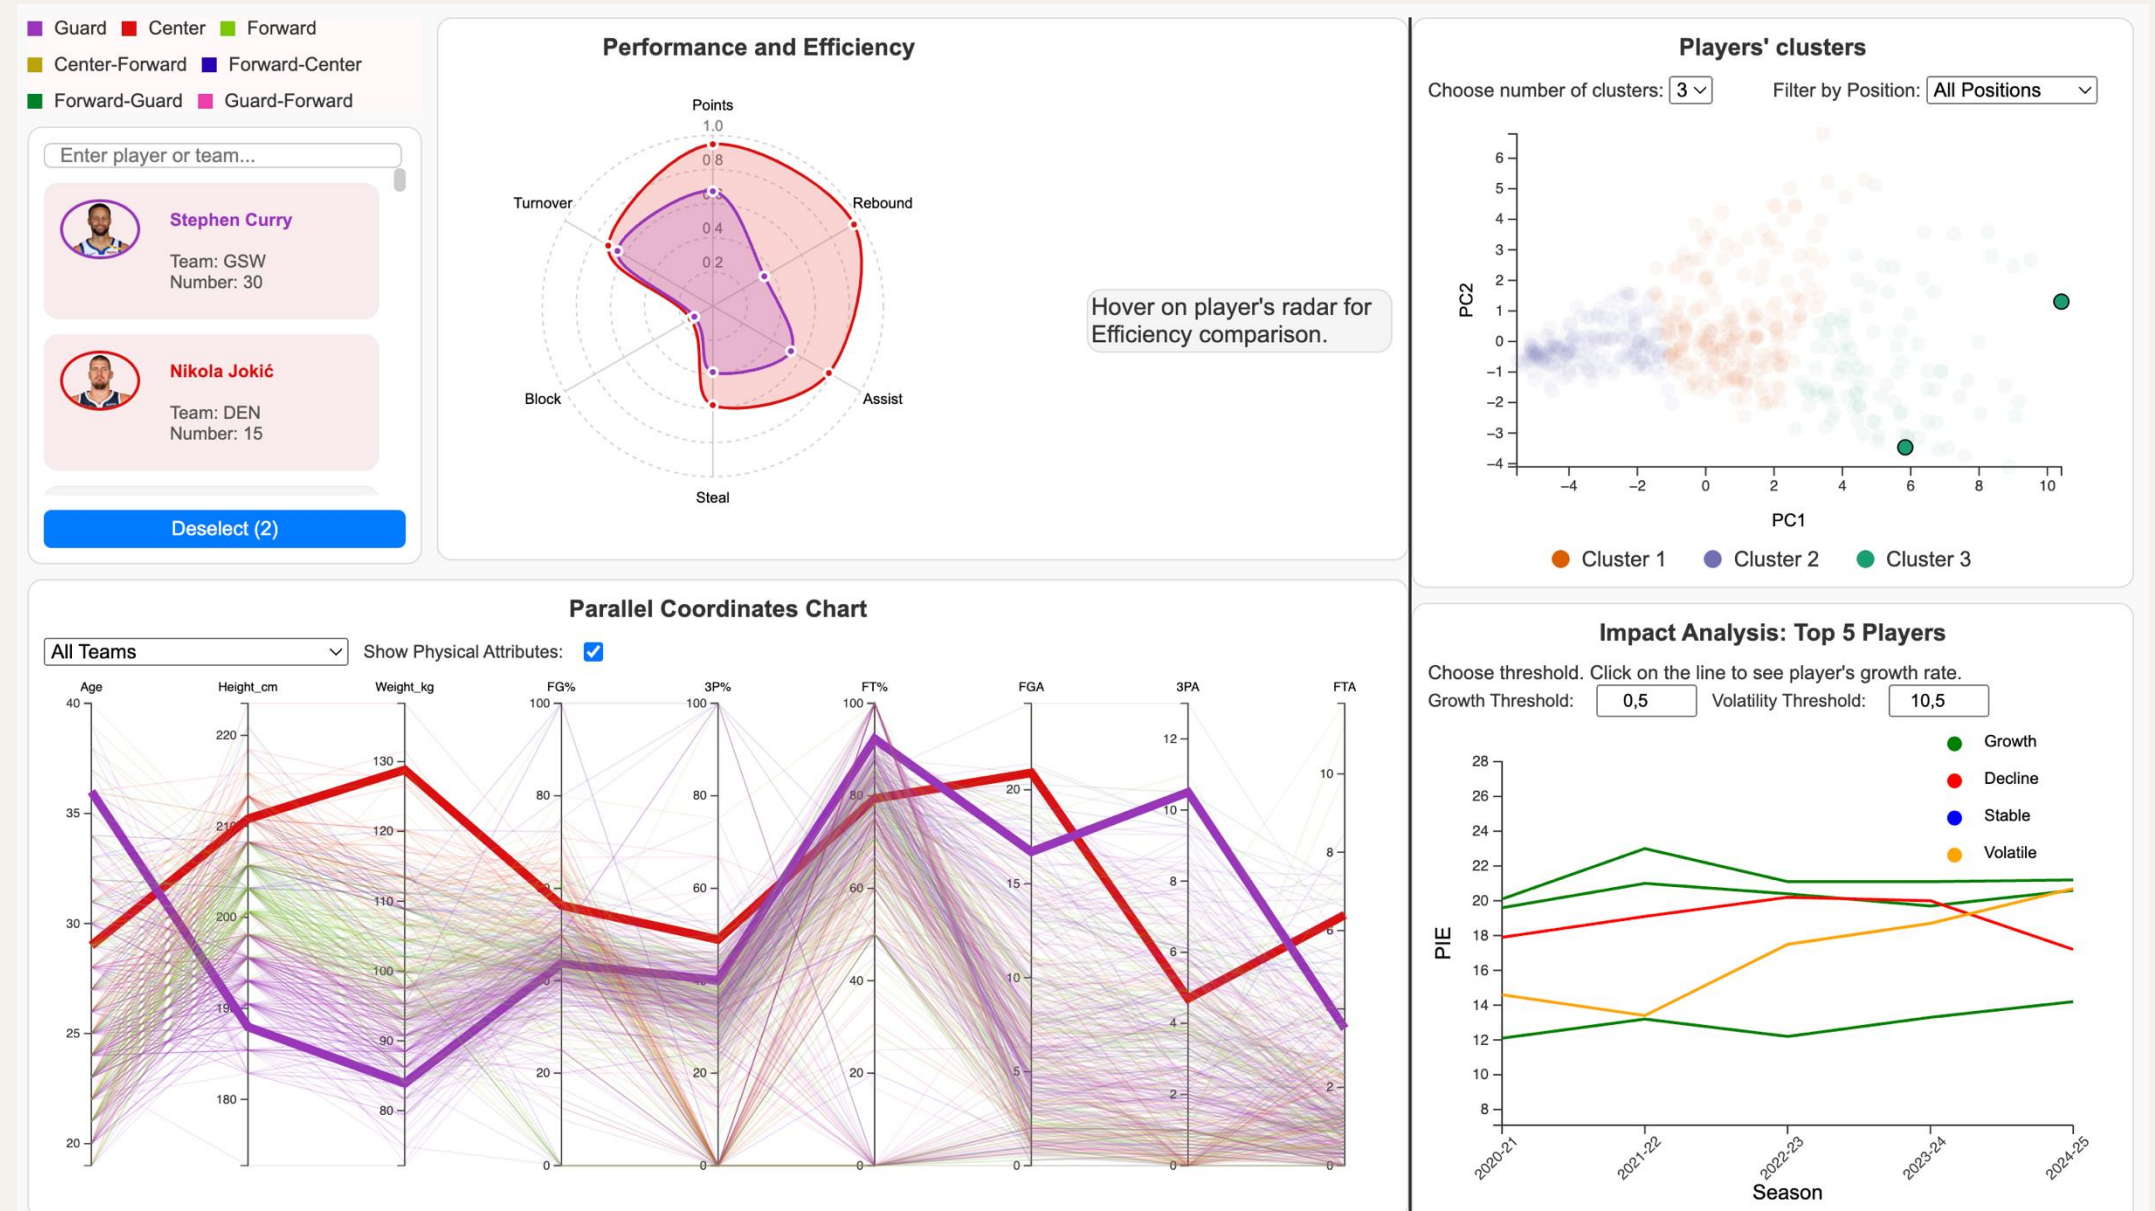 Guard Center Forward
Center-Forward Forward-Center
Forward-Guard Guard-Forward
Enter player or team...
Stephen Curry
Team: GSW
Number: 30
Nikola Jokić
Team: DEN
Number: 15
Deselect (2)
Performance and Efficiency
Points
1.0
0.8
0.4
0.2
Turnover
Rebound
Block
Assist
Steal
Hover on player's radar for
Efficiency comparison.
Players' clusters
Choose number of clusters: 3 Filter by Position: All Positions
PC2
6
5
4
3
2
1
0
−1
−2
−3
−4
−4 −2 0 2 4 6 8 10
PC1
Cluster 1 Cluster 2 Cluster 3
Parallel Coordinates Chart
All Teams Show Physical Attributes:
Age Height_cm Weight_kg FG% 3P% FT% FGA 3PA FTA
40
35
30
25
20
220
210
200
190
180
130
120
110
100
90
80
100
80
20
0
100
80
60
20
0
100
80
60
40
20
0
20
15
10
5
0
12
10
8
6
4
2
0
10
8
6
2
0
Impact Analysis: Top 5 Players
Choose threshold. Click on the line to see player's growth rate.
Growth Threshold: 0,5 Volatility Threshold: 10,5
Growth
Decline
Stable
Volatile
PIE
28
26
24
22
20
18
16
14
12
10
8
2020-21 2021-22 2022-23 2023-24 2024-25
Season